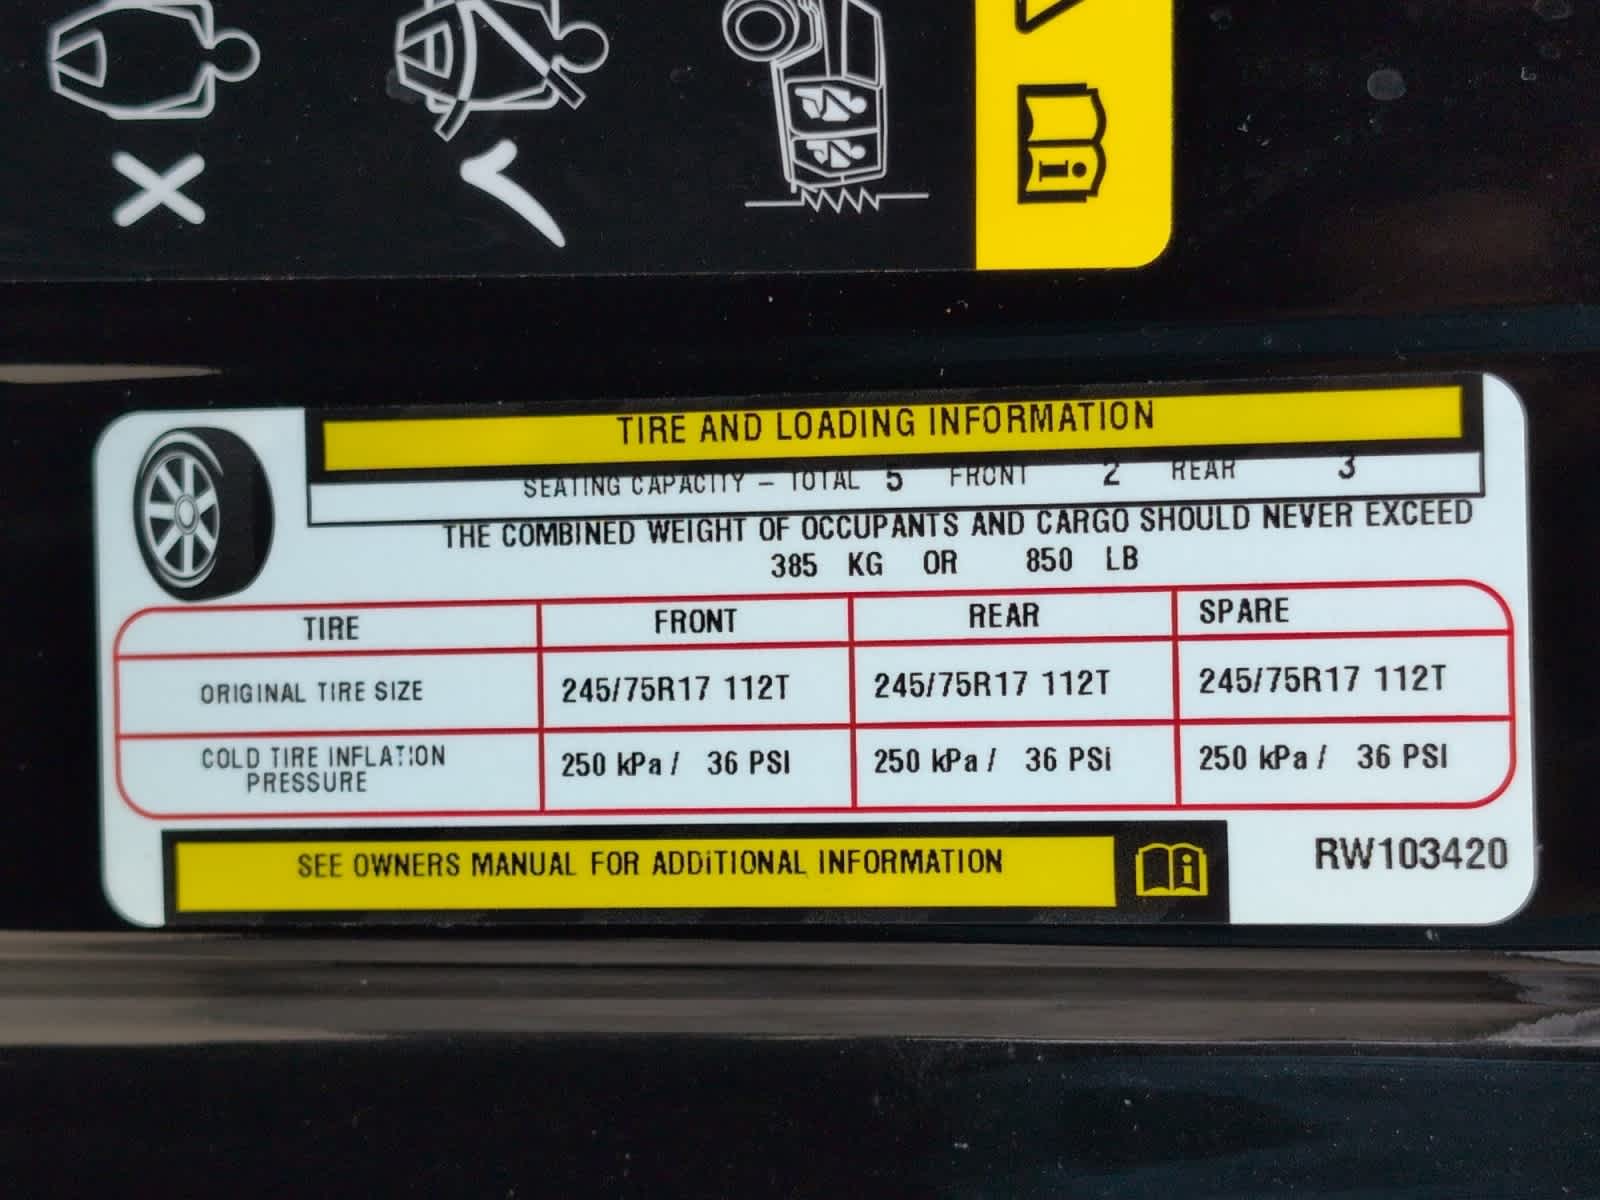 TIRE AND LOADING INFORMATION
SEATING CAPACITY – TOTAL 5 FRONT 2 REAR 3
THE COMBINED WEIGHT OF OCCUPANTS AND CARGO SHOULD NEVER EXCEED
385 KG OR 850 LB
TIRE FRONT REAR SPARE
ORIGINAL TIRE SIZE 245/75R17 112T 245/75R17 112T 245/75R17 112T
COLD TIRE INFLATION PRESSURE 250 kPa / 36 PSI 250 kPa / 36 PSI 250 kPa / 36 PSI
SEE OWNERS MANUAL FOR ADDITIONAL INFORMATION
RW103420